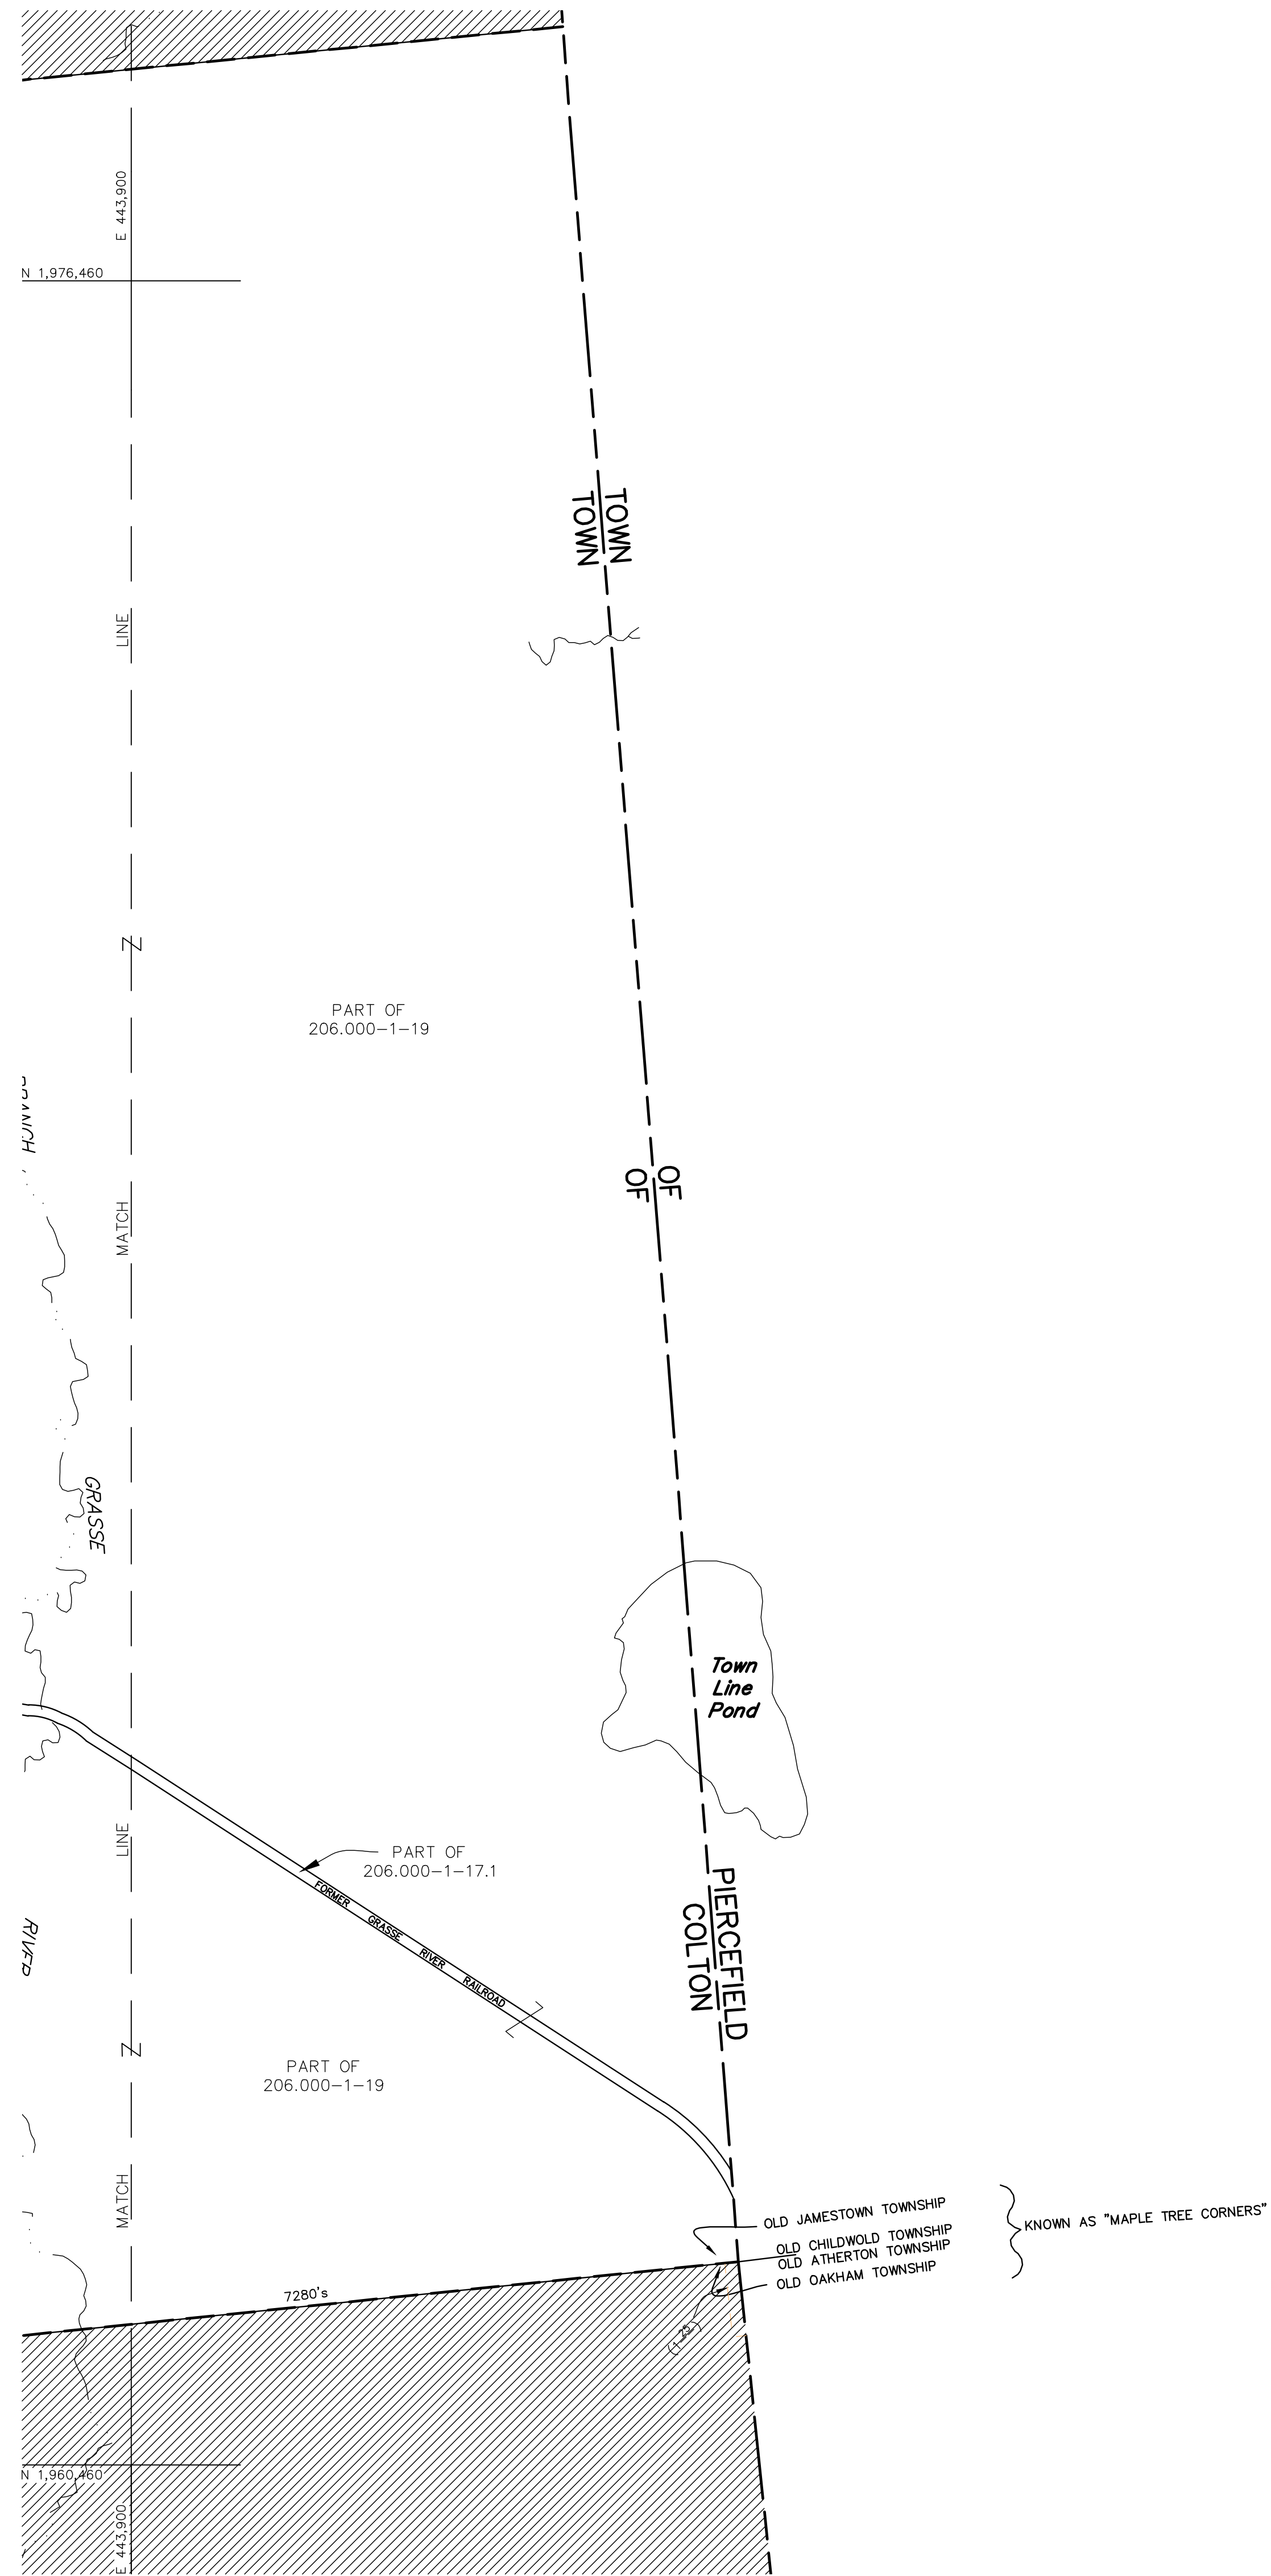 E 443,900
N 1,976,460
TOWN
TOWN
LINE
Z
PART OF
206.000-1-19
MATCH
OF
OF
GRASSE
Town
Line
Pond
LINE
PART OF
206.000-1-17.1
FORMER GRASSE RIVER RAILROAD
PIERCEFIELD
COLTON
RIVER
Z
PART OF
206.000-1-19
MATCH
OLD JAMESTOWN TOWNSHIP
OLD CHILDWOLD TOWNSHIP
OLD ATHERTON TOWNSHIP
OLD OAKHAM TOWNSHIP
KNOWN AS "MAPLE TREE CORNERS"
7280's
(1-25)
N 1,960,460
E 443,900